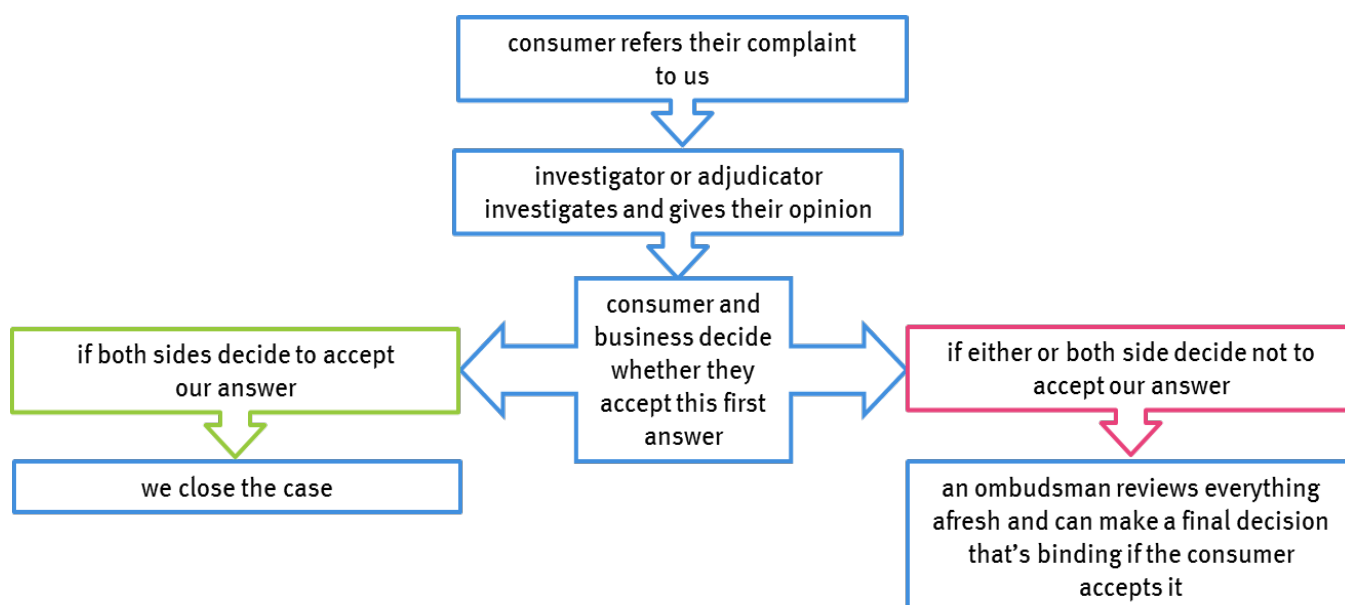 consumer refers their complaint
to us
investigator or adjudicator
investigates and gives their opinion
consumer and
business decide
whether they
accept this first
answer
if both sides decide to accept
our answer
we close the case
if either or both side decide not to
accept our answer
an ombudsman reviews everything
afresh and can make a final decision
that's binding if the consumer
accepts it